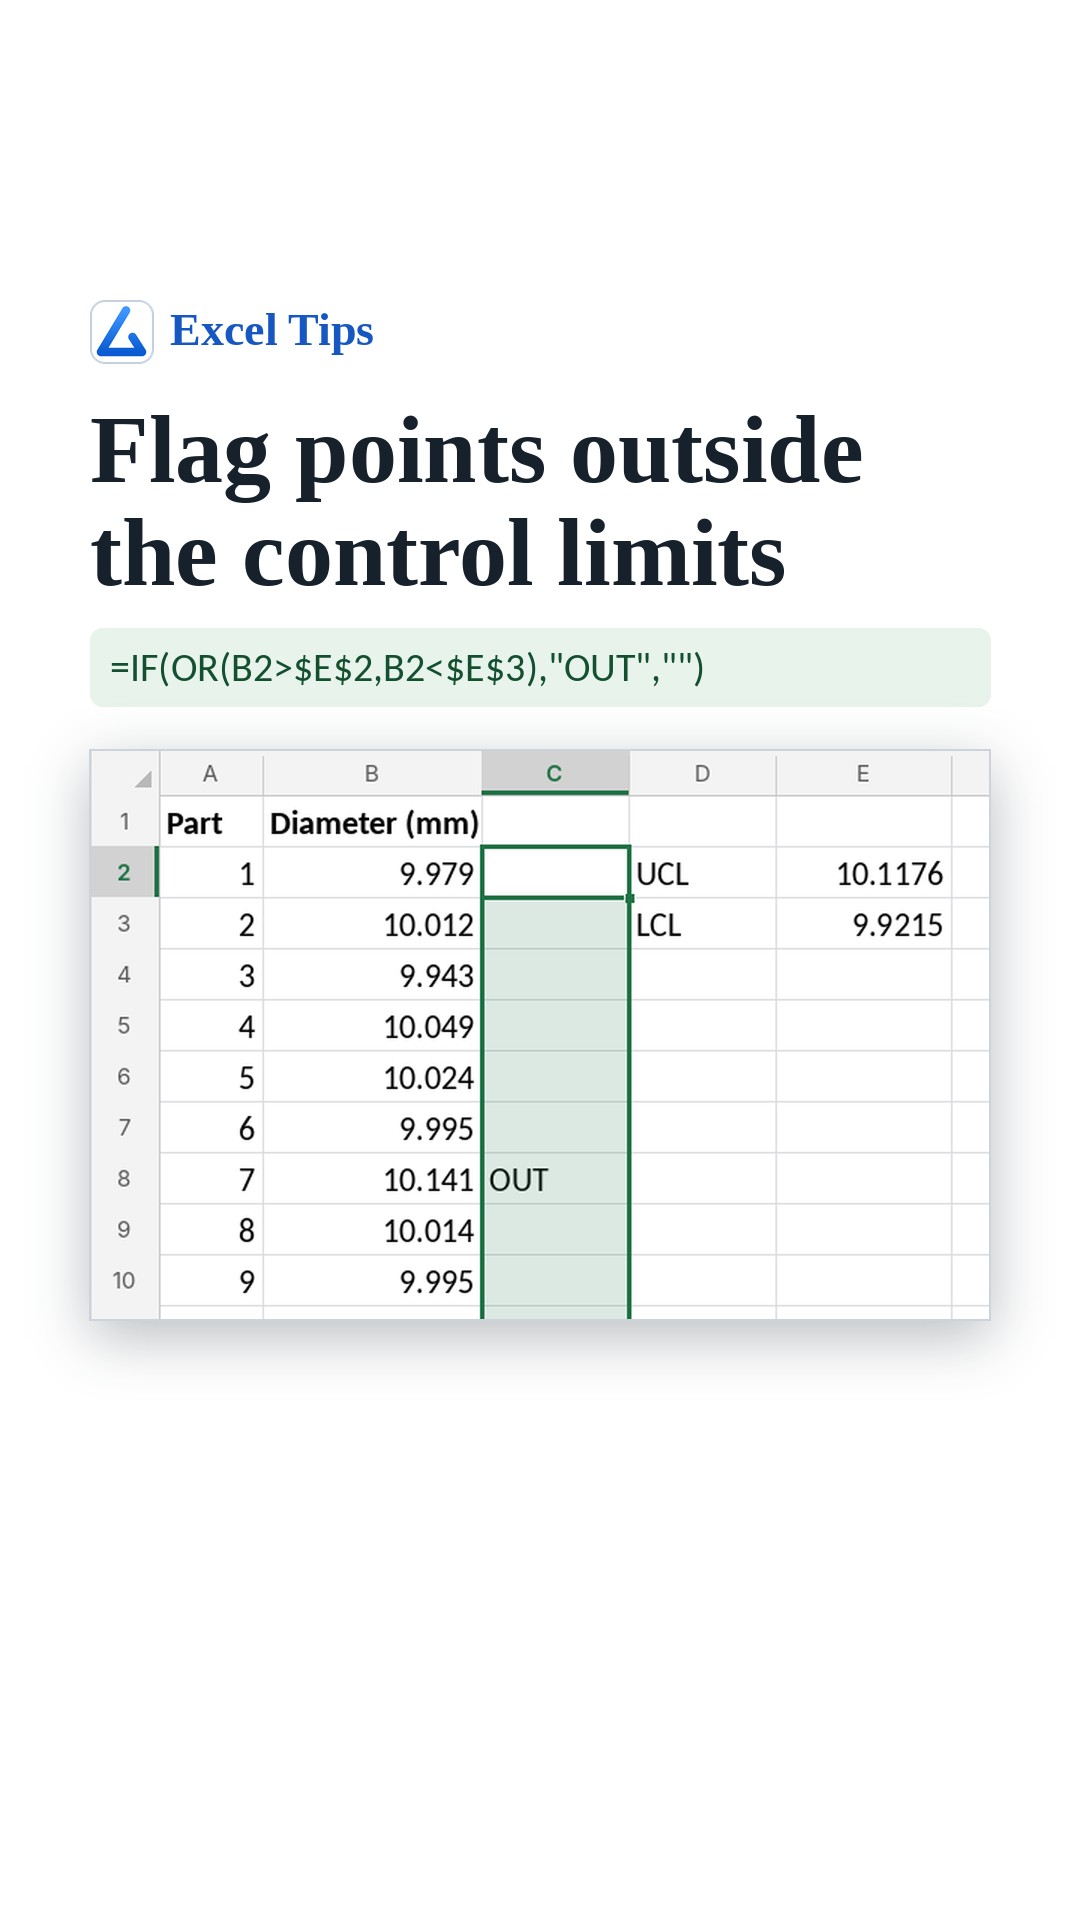 Excel Tips
Flag points outside
the control limits
=IF(OR(B2>$E$2,B2<$E$3),"OUT","")
A B C D E
1 Part Diameter (mm)
2 1 9.979 UCL 10.1176
3 2 10.012 LCL 9.9215
4 3 9.943
5 4 10.049
6 5 10.024
7 6 9.995
8 7 10.141 OUT
9 8 10.014
10 9 9.995